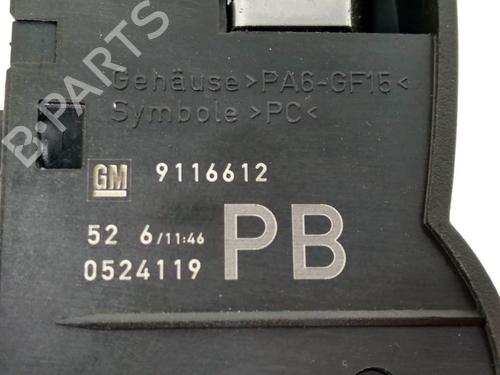 B-PARTS
Gehäuse >PA6-GF15<
Symbole >PC<
GM 9116612
52 6/11:46
0524119 PB